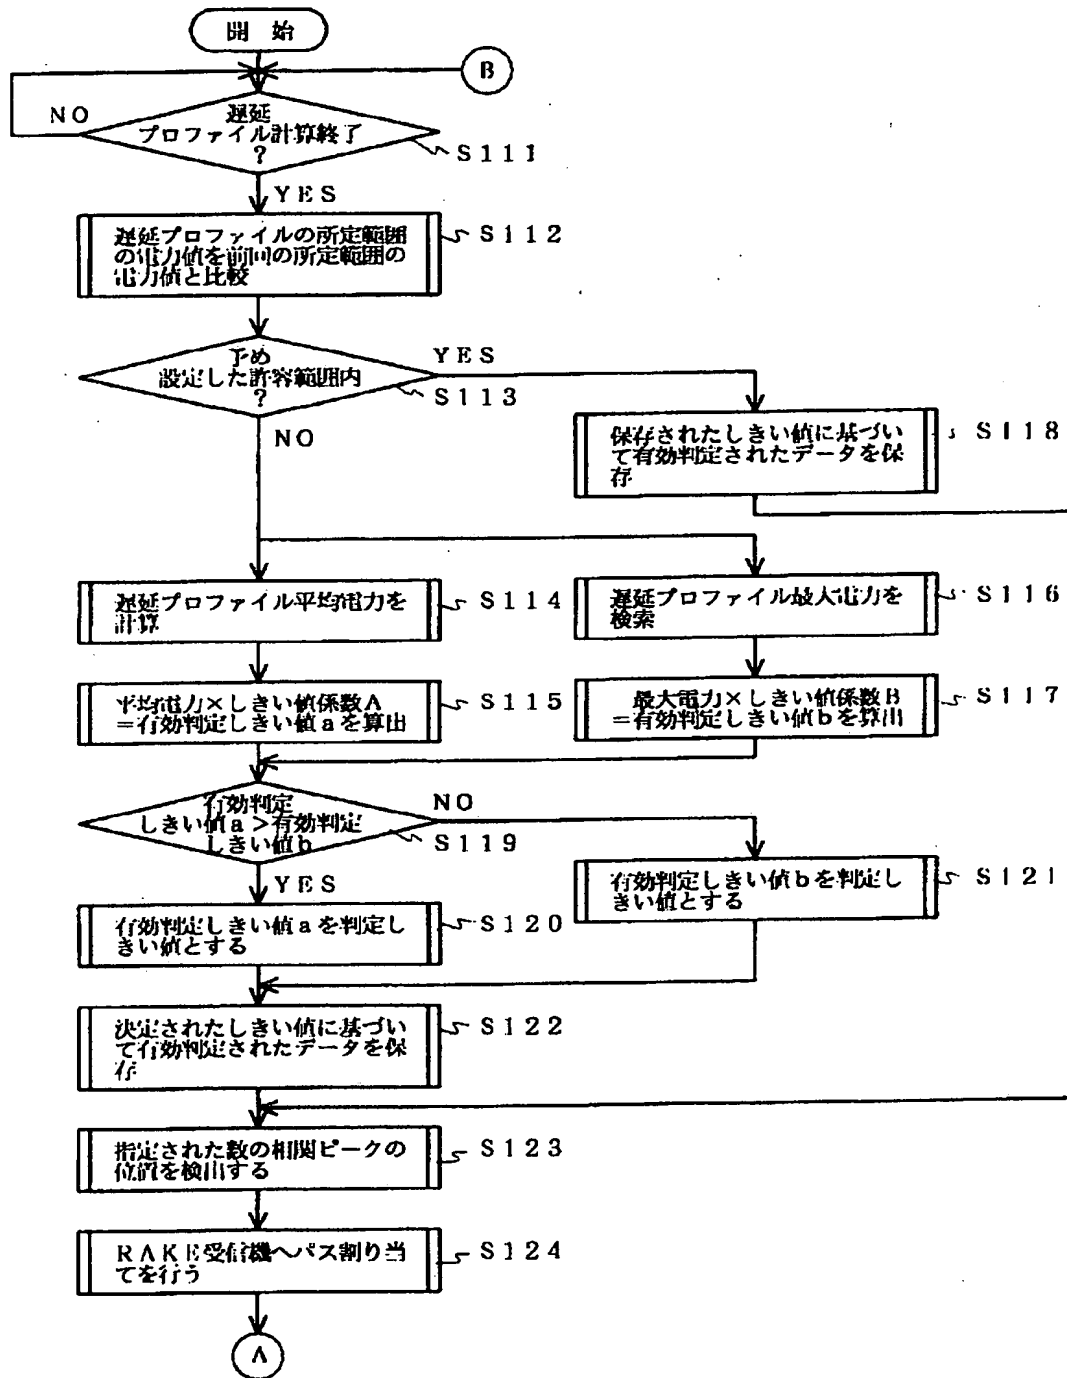 開 始
B
NO
遅延
プロファイル計算終了
?
S111
YES
遅延プロファイルの所定範囲
の電力値を前回の所定範囲の
電力値と比較
S112
予め
設定した許容範囲内
?
YES
S113
NO
保存されたしきい値に基づい
て有効判定されたデータを保
存
S118
遅延プロファイル平均電力を
計算
S114
遅延プロファイル最大電力を
検索
S116
平均電力×しきい値係数A
=有効判定しきい値aを算出
S115
最大電力×しきい値係数B
=有効判定しきい値bを算出
S117
有効判定
しきい値a>有効判定
しきい値b
NO
S119
YES
有効判定しきい値bを判定し
きい値とする
S121
有効判定しきい値aを判定し
きい値とする
S120
決定されたしきい値に基づい
て有効判定されたデータを保
存
S122
指定された数の相関ピークの
位置を検出する
S123
RAKE受信機へパス割り当
てを行う
S124
A